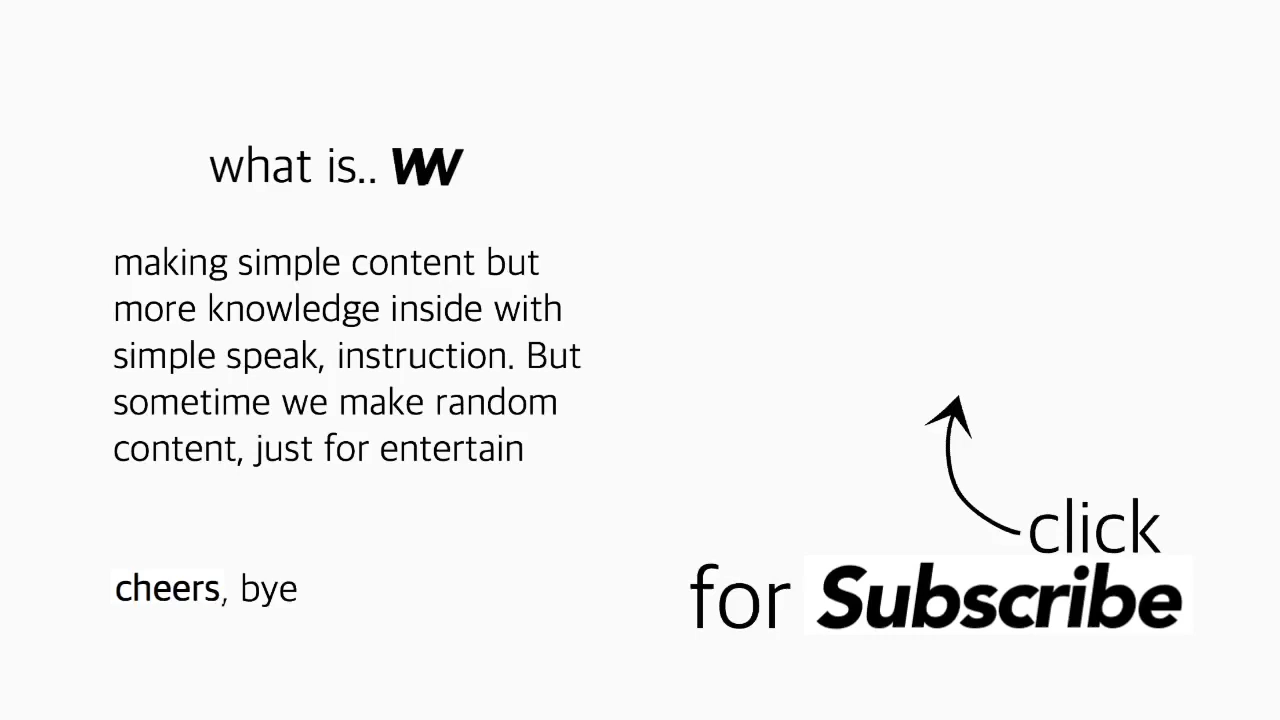 what is.. W
making simple content but
more knowledge inside with
simple speak, instruction. But
sometime we make random
content, just for entertain
cheers, bye
click
for Subscribe